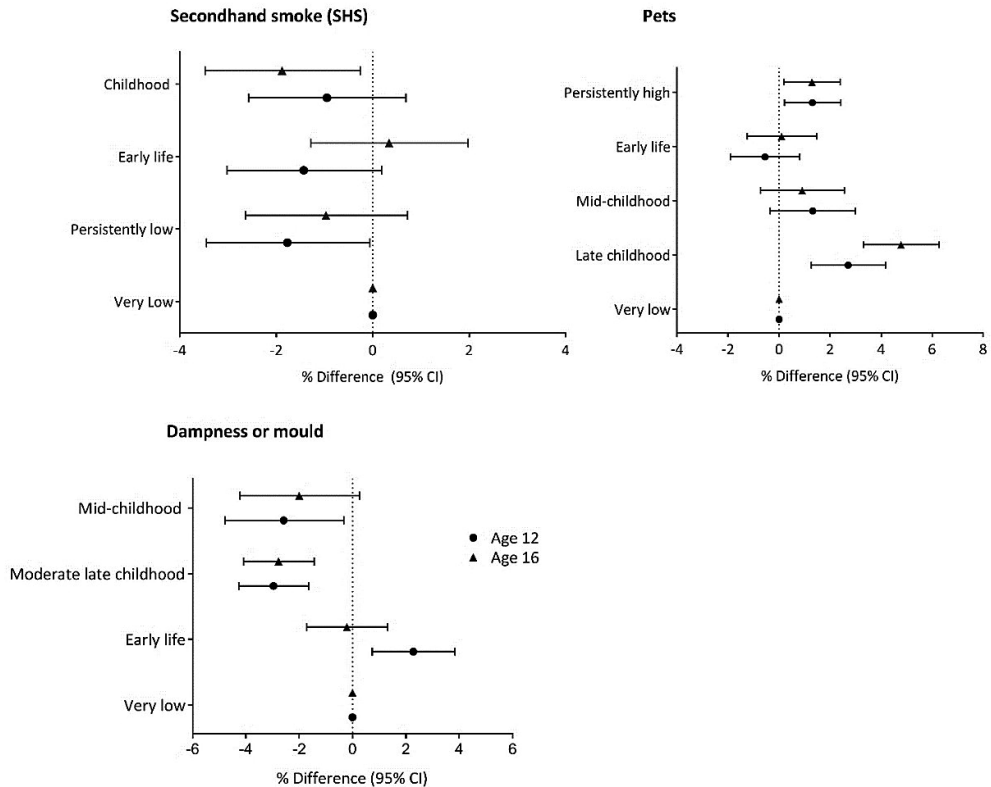 Secondhand smoke (SHS)
Childhood
Early life
Persistently low
Very Low
-4 -2 0 2 4
% Difference (95% CI)
Pets
Persistently high
Early life
Mid-childhood
Late childhood
Very low
-4 -2 0 2 4 6 8
% Difference (95% CI)
Dampness or mould
Mid-childhood
Moderate late childhood
Early life
Very low
-6 -4 -2 0 2 4 6
% Difference (95% CI)
Age 12
Age 16